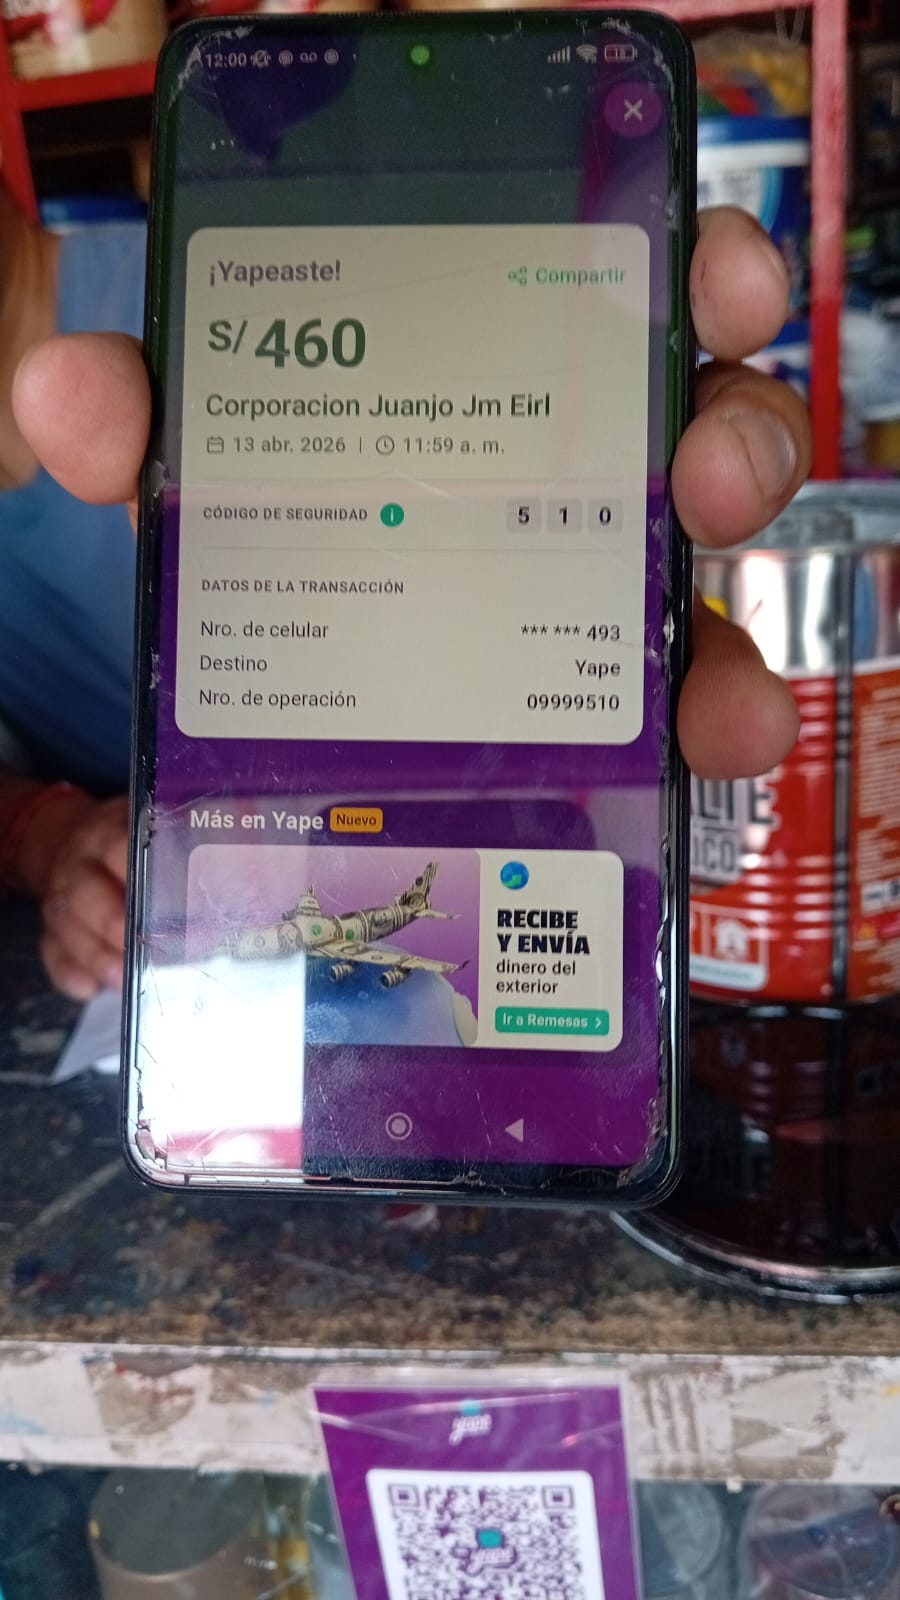 12:00
¡Yapeaste!
Compartir
S/ 460
Corporacion Juanjo Jm Eirl
13 abr. 2026 | 11:59 a. m.
CÓDIGO DE SEGURIDAD 5 1 0
DATOS DE LA TRANSACCIÓN
Nro. de celular *** *** 493
Destino Yape
Nro. de operación 09999510
Más en Yape Nuevo
RECIBE
Y ENVÍA
dinero del
exterior
Ir a Remesas >
yape